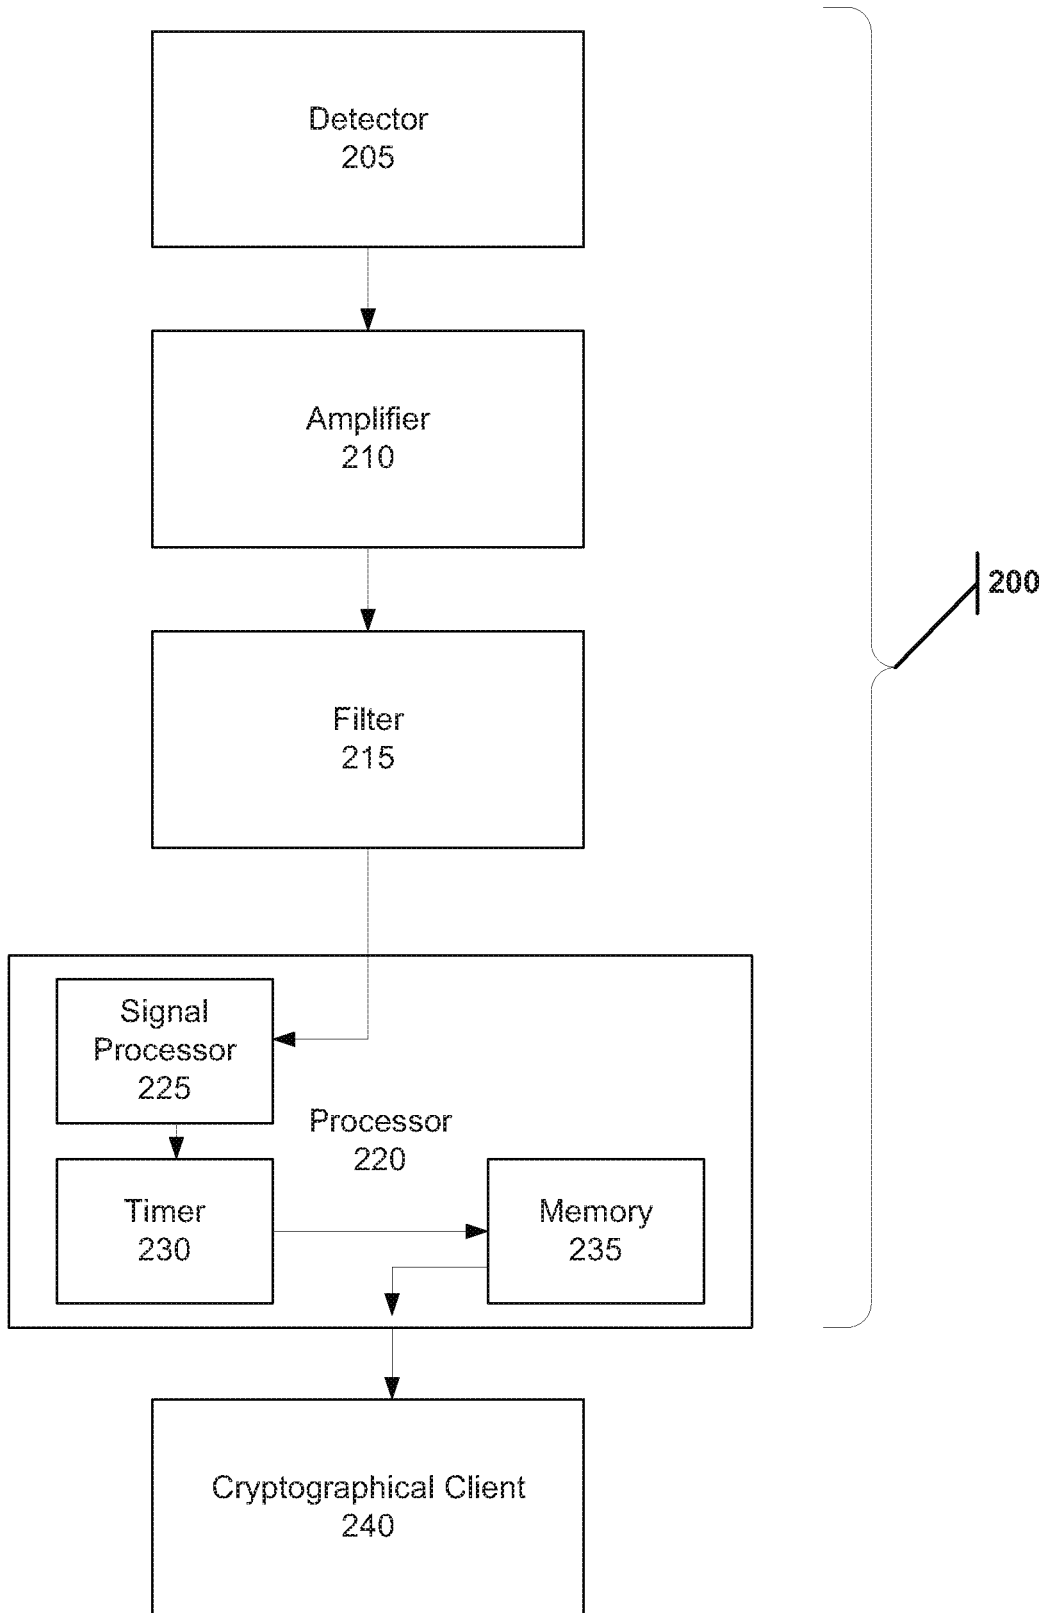 Detector
205
Amplifier
210
200
Filter
215
Signal
Processor
225
Processor
220
Timer
230
Memory
235
Cryptographical Client
240